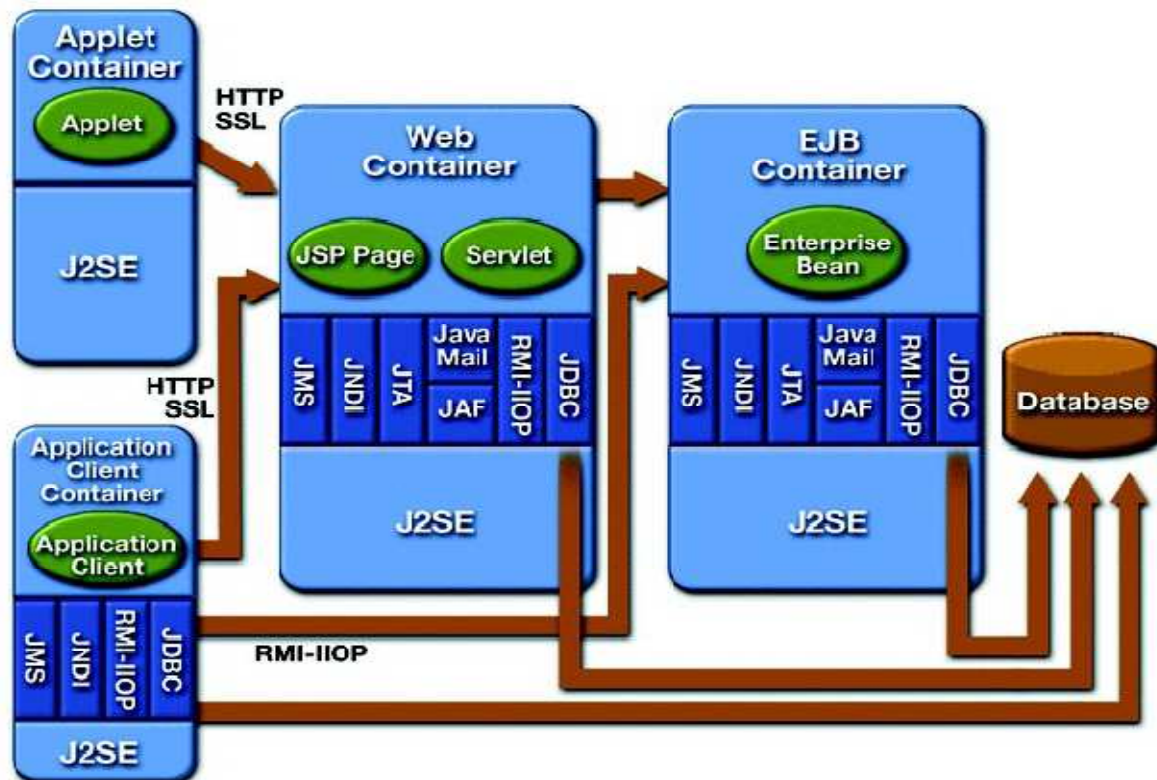 Applet
Container
Applet
J2SE
HTTP
SSL
Web
Container
JSP Page
Servlet
JMS
JNDI
JTA
Java
Mail
JAF
RMI-IIOP
JDBC
J2SE
EJB
Container
Enterprise
Bean
JMS
JNDI
JTA
Java
Mail
JAF
RMI-IIOP
JDBC
J2SE
Database
HTTP
SSL
Application
Client
Container
Application
Client
JMS
JNDI
RMI-IIOP
JDBC
J2SE
RMI-IIOP